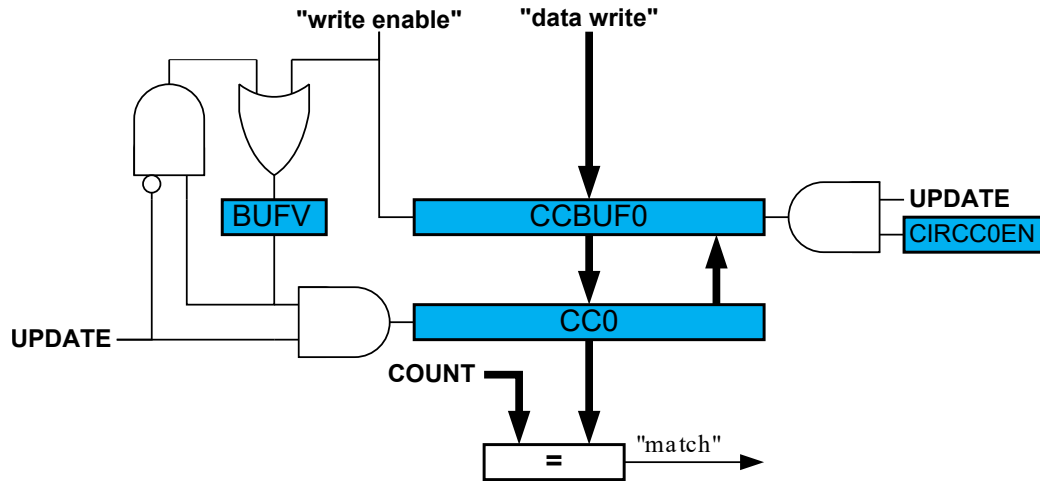 "write enable"
"data write"
BUFV
CCBUF0
UPDATE
CIRCC0EN
UPDATE
CC0
COUNT
=
"match"